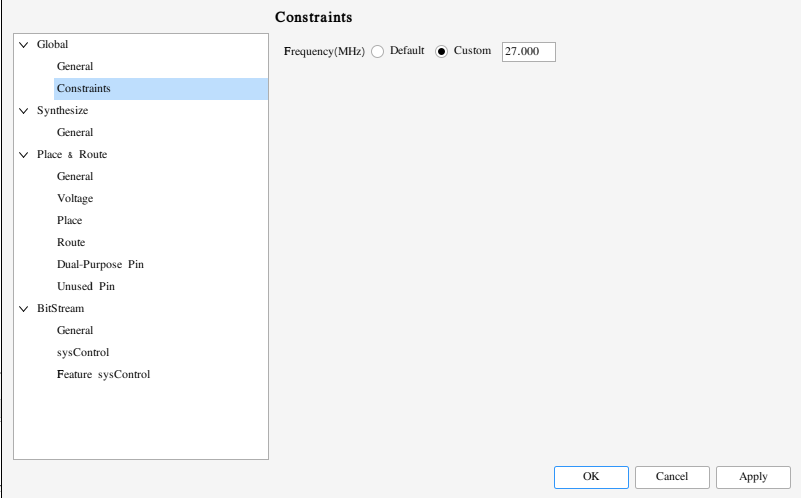 Constraints
Global
General
Constraints
Synthesize
General
Place & Route
General
Voltage
Place
Route
Dual-Purpose Pin
Unused Pin
BitStream
General
sysControl
Feature sysControl
Frequency(MHz) Default Custom 27.000
OK Cancel Apply